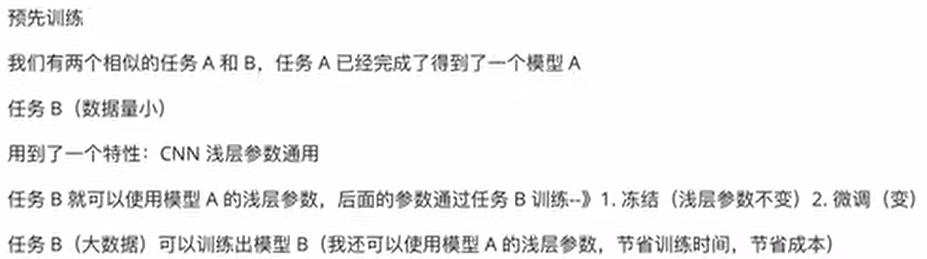 预先训练
我们有两个相似的任务 A 和 B，任务 A 已经完成了得到了一个模型 A
任务 B（数据量小）
用到了一个特性：CNN 浅层参数通用
任务 B 就可以使用模型 A 的浅层参数，后面的参数通过任务 B 训练--》1. 冻结（浅层参数不变）2. 微调（变）
任务 B（大数据）可以训练出模型 B（我还可以使用模型 A 的浅层参数，节省训练时间，节省成本）